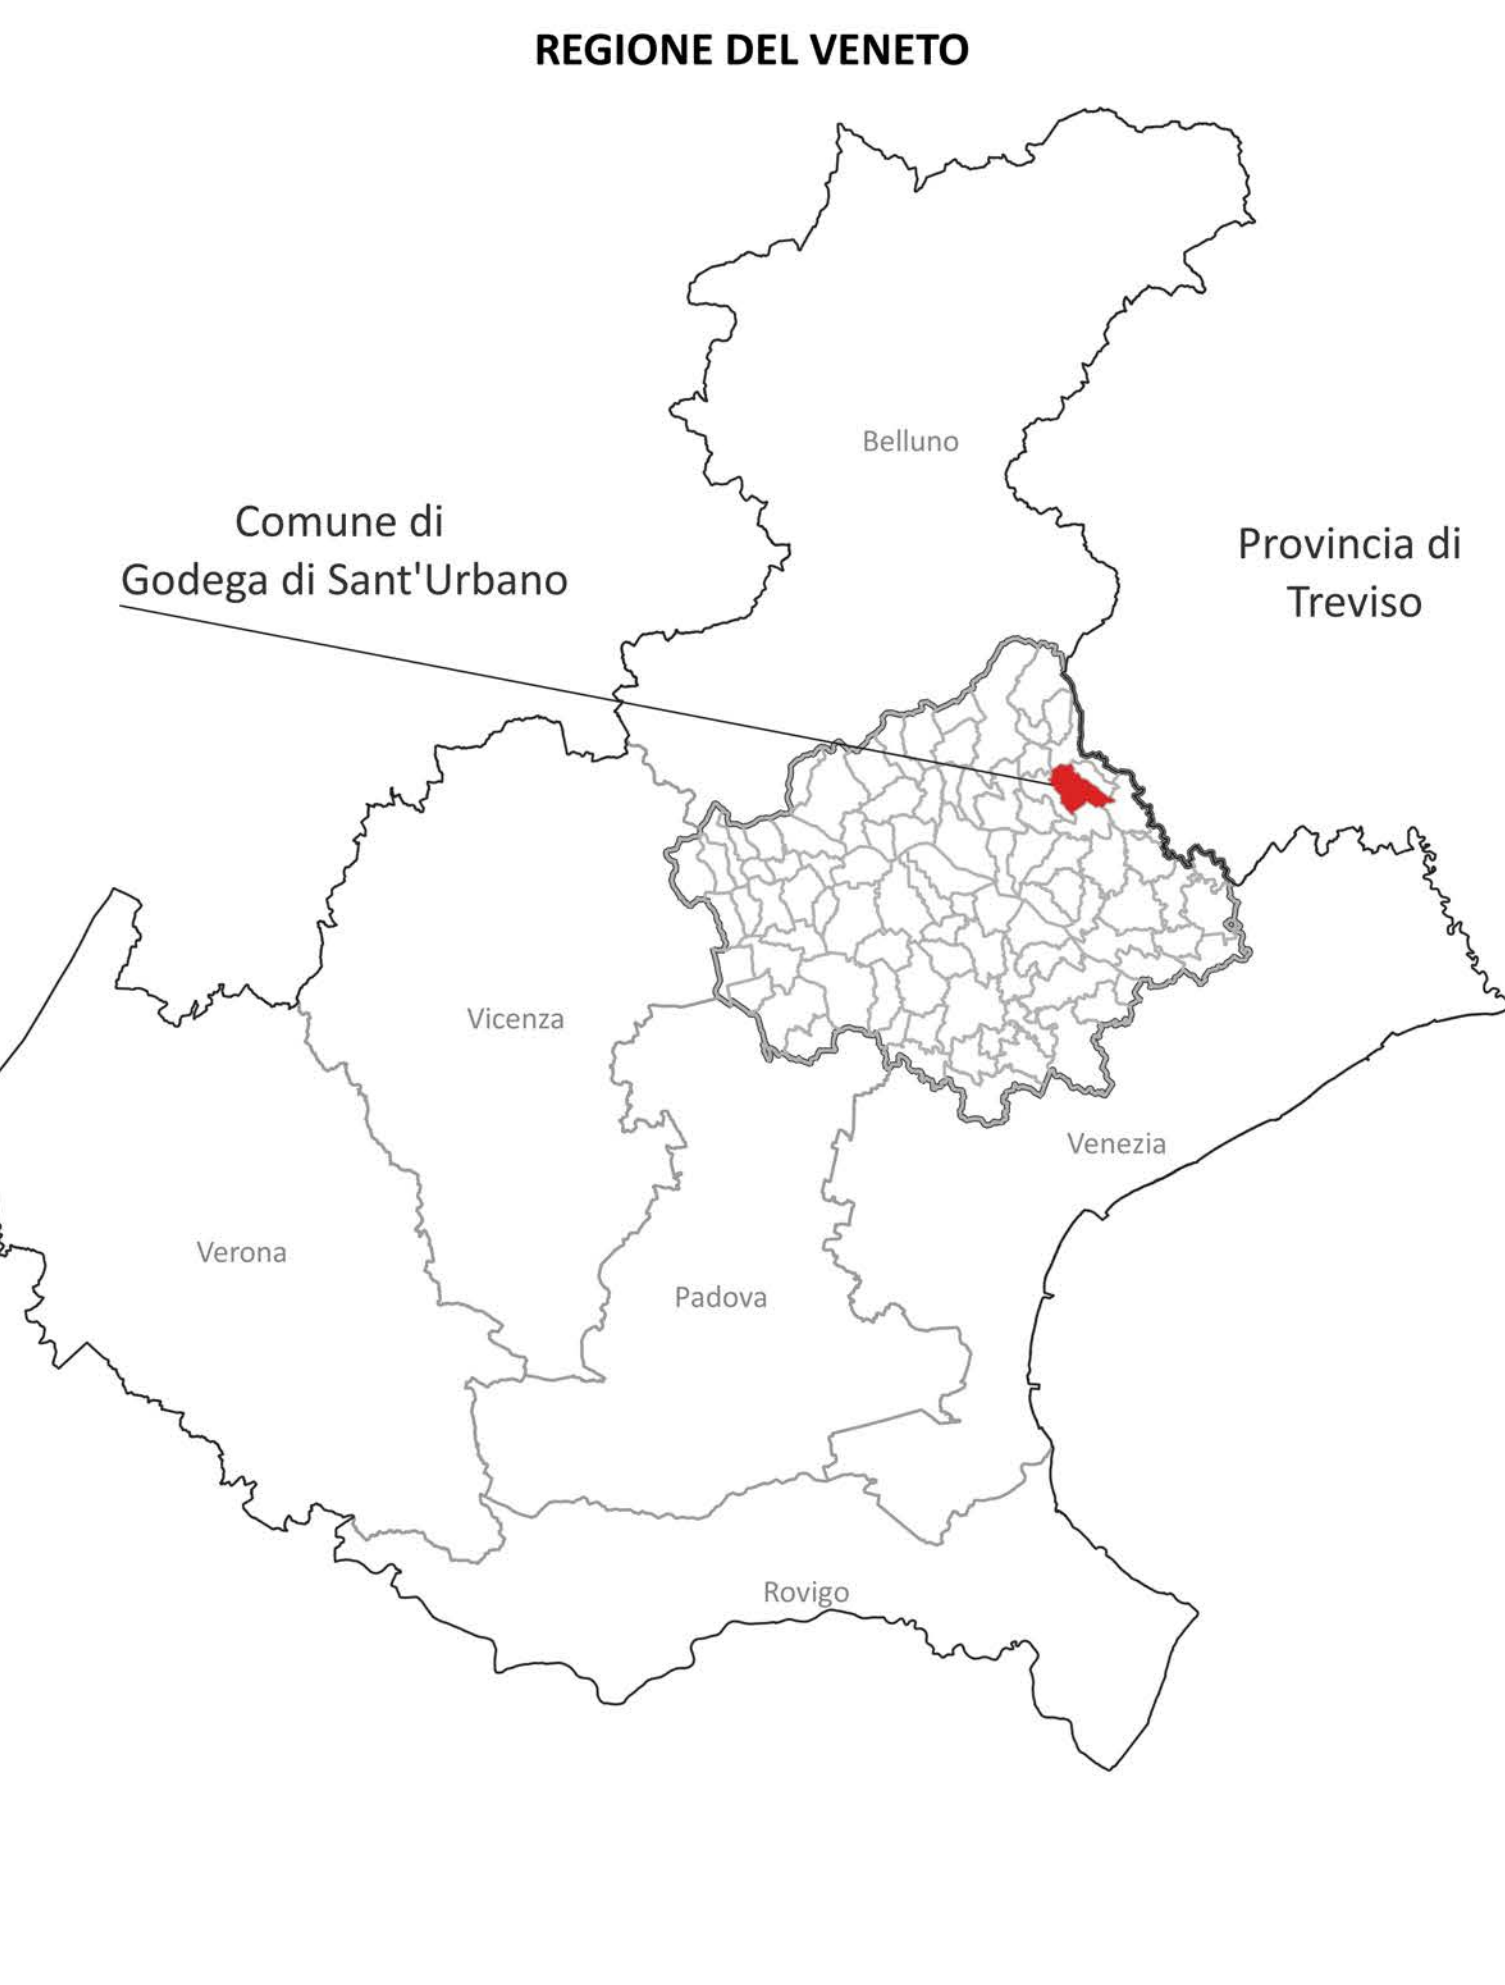 REGIONE DEL VENETO
Belluno
Comune di
Godega di Sant'Urbano
Provincia di
Treviso
Vicenza
Venezia
Verona
Padova
Rovigo